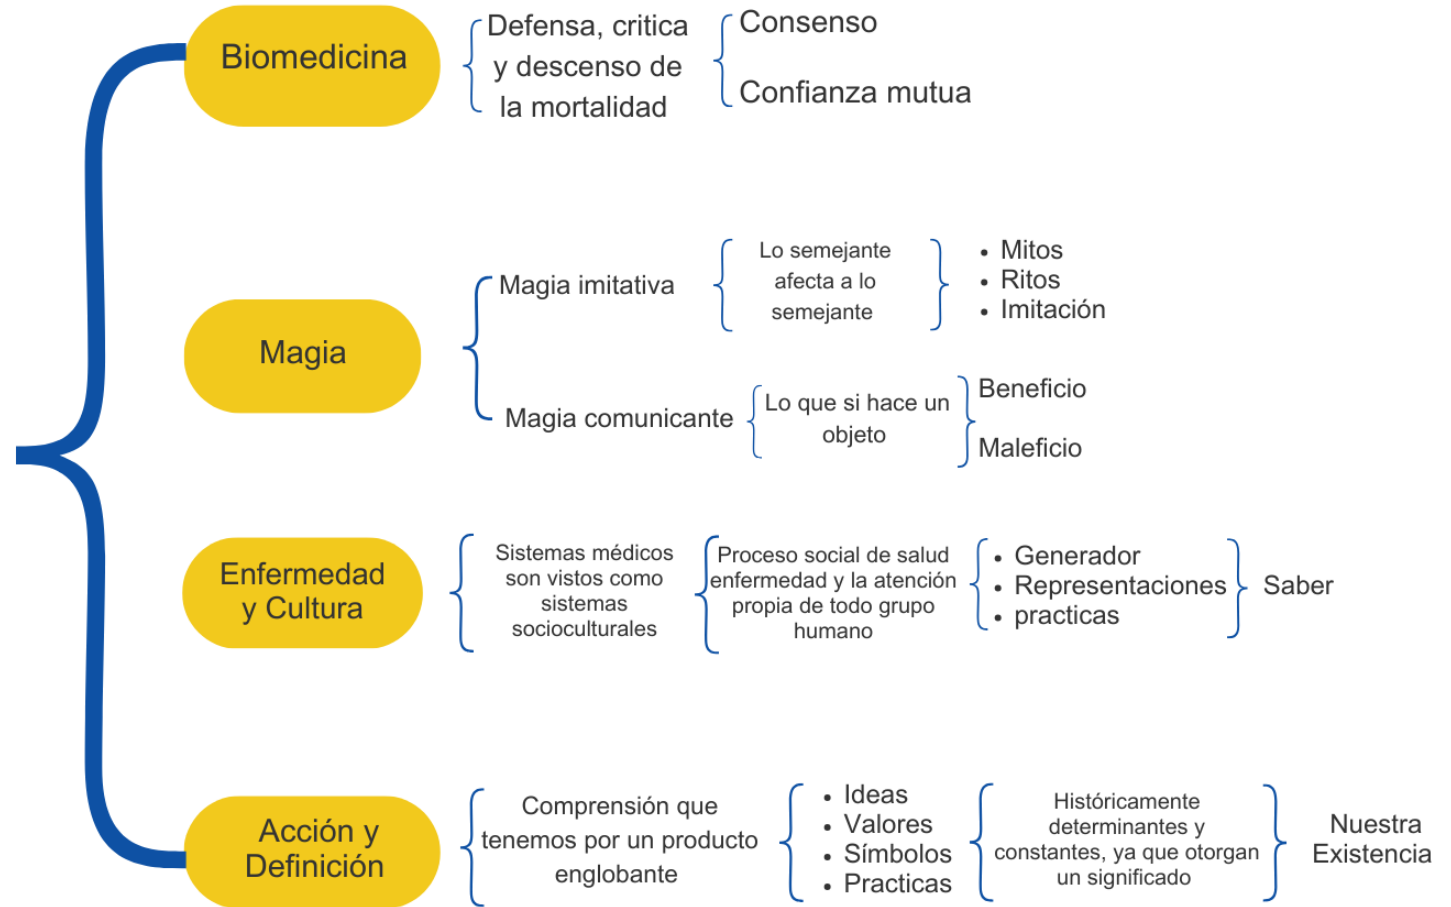 Biomedicina
Defensa, critica
y descenso de
la mortalidad
Consenso
Confianza mutua
Magia
Magia imitativa
Lo semejante
afecta a lo
semejante
• Mitos
• Ritos
• Imitación
Magia comunicante
Lo que si hace un
objeto
Beneficio
Maleficio
Enfermedad
y Cultura
Sistemas médicos
son vistos como
sistemas
socioculturales
Proceso social de salud
enfermedad y la atención
propia de todo grupo
humano
• Generador
• Representaciones
• practicas
Saber
Acción y
Definición
Comprensión que
tenemos por un producto
englobante
• Ideas
• Valores
• Símbolos
• Practicas
Históricamente
determinantes y
constantes, ya que otorgan
un significado
Nuestra
Existencia